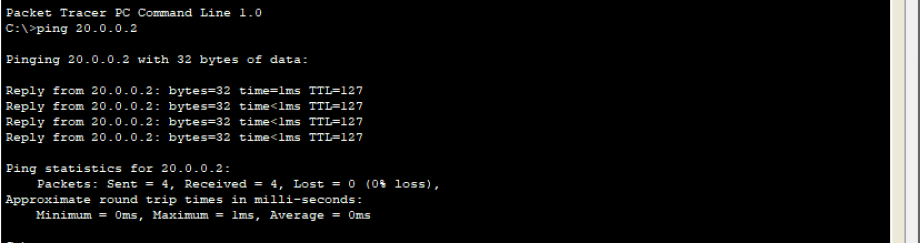 Packet Tracer PC Command Line 1.0
C:\>ping 20.0.0.2
Pinging 20.0.0.2 with 32 bytes of data:
Reply from 20.0.0.2: bytes=32 time=1ms TTL=127
Reply from 20.0.0.2: bytes=32 time<1ms TTL=127
Reply from 20.0.0.2: bytes=32 time<1ms TTL=127
Reply from 20.0.0.2: bytes=32 time<1ms TTL=127
Ping statistics for 20.0.0.2:
Packets: Sent = 4, Received = 4, Lost = 0 (0% loss),
Approximate round trip times in milli-seconds:
Minimum = 0ms, Maximum = 1ms, Average = 0ms